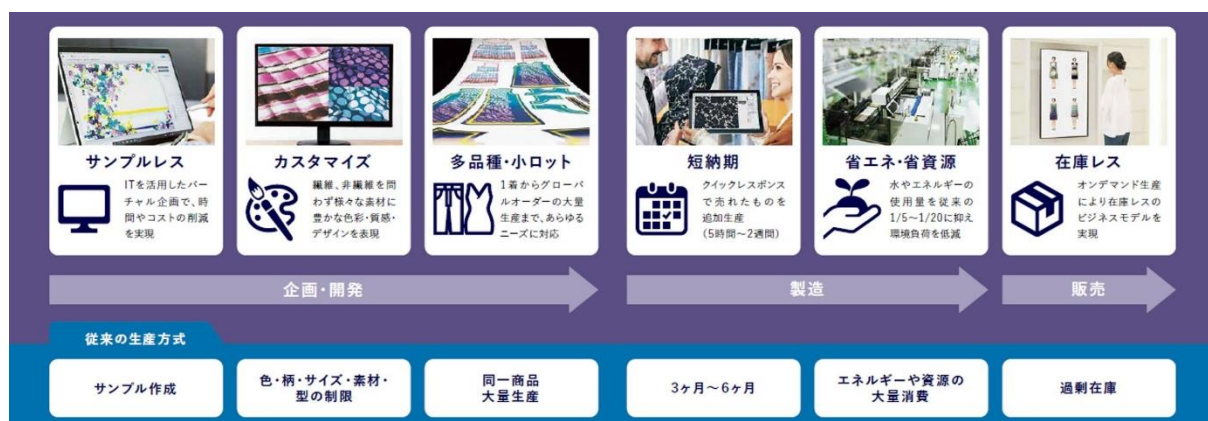 サンプルレス
ITを活用したバー
チャル企画で、時
間やコストの削減
を実現
カスタマイズ
繊維、非繊維を問
わず様々な素材に
豊かな色彩・質感・
デザインを表現
多品種・小ロット
1着からグローバ
ルオーダーの大量
生産まで、あらゆる
ニーズに対応
短納期
クイックレスポンス
で売れたものを
追加生産
(5時間〜2週間)
省エネ・省資源
水やエネルギーの
使用量を従来の
1/5〜1/20に抑え
環境負荷を低減
在庫レス
オンデマンド生産
により在庫レスの
ビジネスモデルを
実現
企画・開発
製造
販売
従来の生産方式
サンプル作成
色・柄・サイズ・素材・
型の制限
同一商品
大量生産
3ヶ月〜6ヶ月
エネルギーや資源の
大量消費
過剰在庫